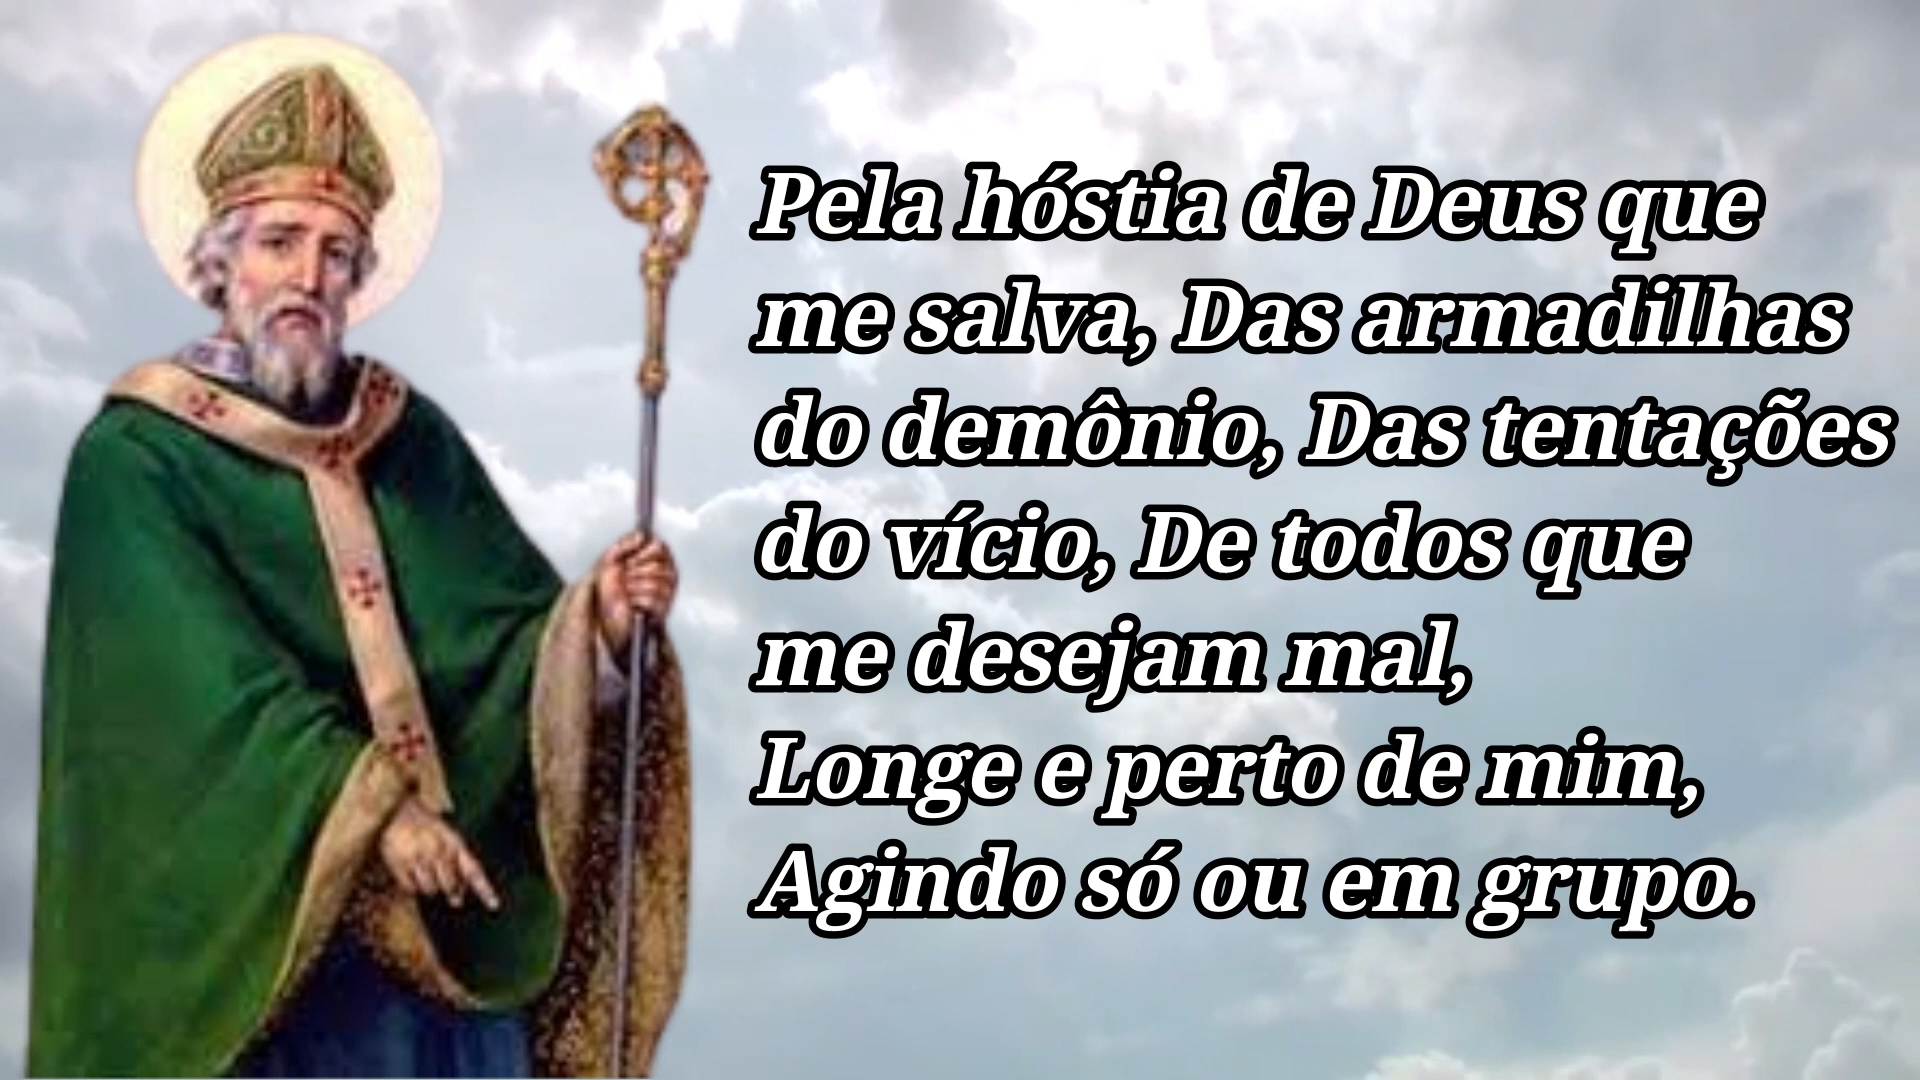 Pela hóstia de Deus que
me salva, Das armadilhas
do demônio, Das tentações
do vício, De todos que
me desejam mal,
Longe e perto de mim,
Agindo só ou em grupo.